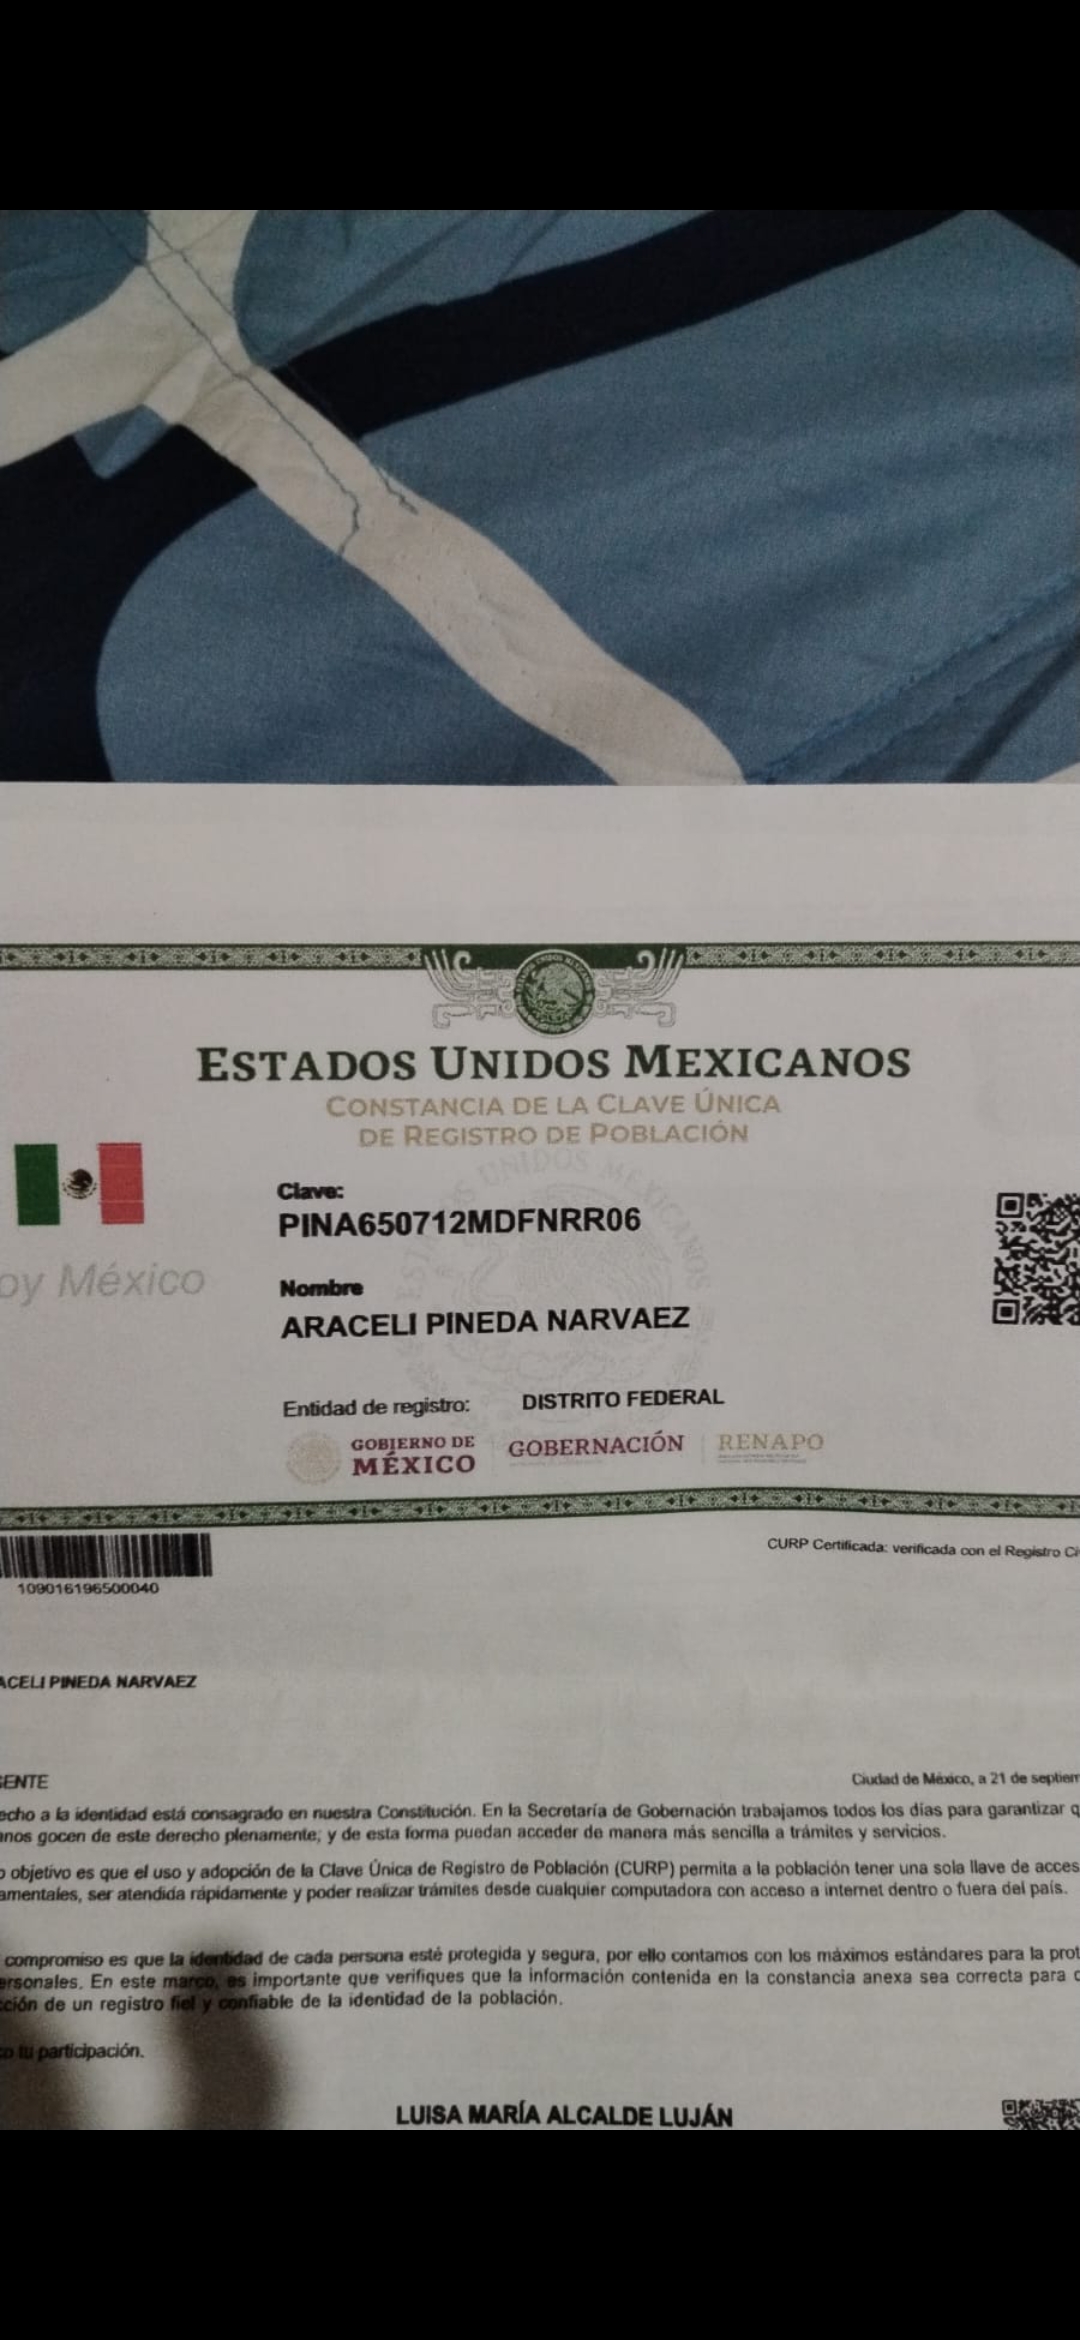 ESTADOS UNIDOS MEXICANOS
CONSTANCIA DE LA CLAVE ÚNICA
DE REGISTRO DE POBLACIÓN
Clave:
PINA650712MDFNRR06
oy México
Nombre
ARACELI PINEDA NARVAEZ
Entidad de registro: DISTRITO FEDERAL
GOBIERNO DE MÉXICO
GOBERNACIÓN
RENAPO
CURP Certificada: verificada con el Registro Ci
109016196500040
ACELI PINEDA NARVAEZ
ENTE
Ciudad de México, a 21 de septiem
echo a la identidad está consagrado en nuestra Constitución. En la Secretaría de Gobernación trabajamos todos los días para garantizar q
anos gocen de este derecho plenamente; y de esta forma puedan acceder de manera más sencilla a trámites y servicios.
o objetivo es que el uso y adopción de la Clave Única de Registro de Población (CURP) permita a la población tener una sola llave de acces
amentales, ser atendida rápidamente y poder realizar trámites desde cualquier computadora con acceso a internet dentro o fuera del país.
compromiso es que la identidad de cada persona esté protegida y segura, por ello contamos con los máximos estándares para la prot
ersonales. En este marco, es importante que verifiques que la información contenida en la constancia anexa sea correcta para c
cción de un registro fiel y confiable de la identidad de la población.
o tu participación.
LUISA MARÍA ALCALDE LUJÁN